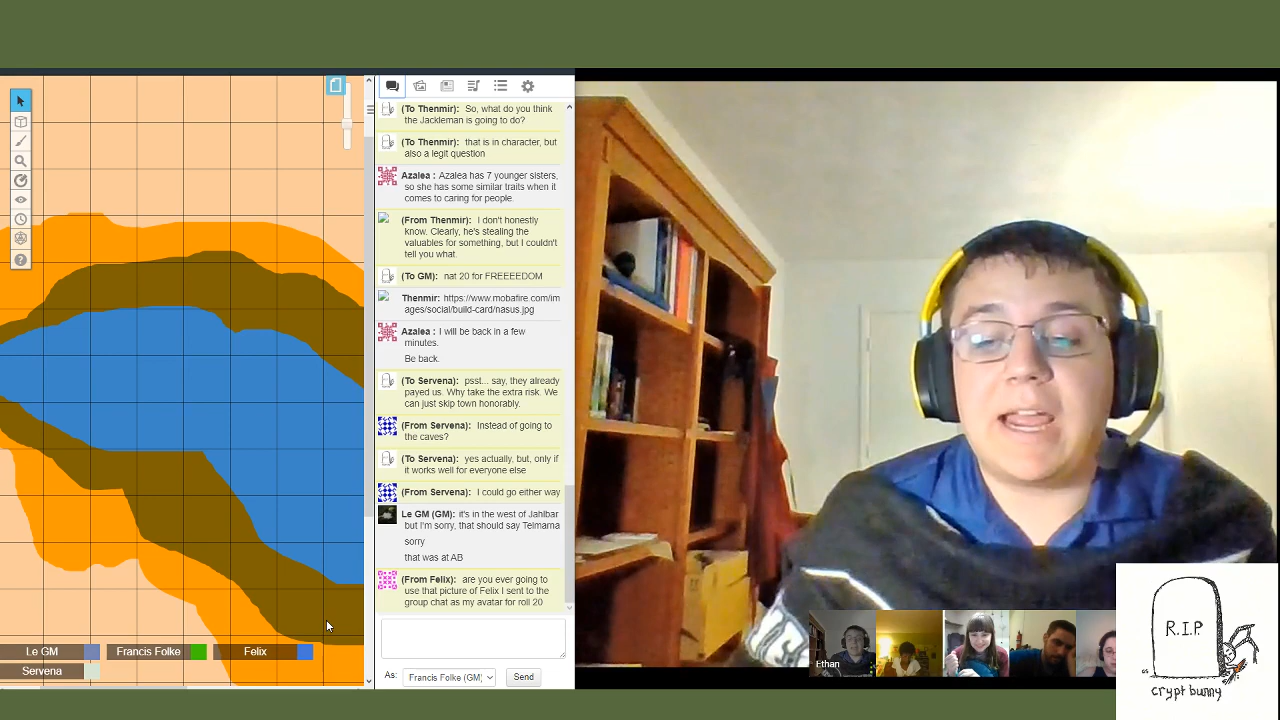 (To Thenmir): So, what do you think
the Jackleman is going to do?
(To Thenmir): that is in character, but
also a legit question
Azalea : Azalea has 7 younger sisters,
so she has some similar traits when it
comes to caring for people.
(From Thenmir): I don't honestly
know. Clearly, he's stealing the
valuables for something, but I couldn't
tell you what.
(To GM): nat 20 for FREEEEDOM
Thenmir: https://www.mobafire.com/im
ages/social/build-card/nasus.jpg
Azalea : I will be back in a few
minutes.
Be back.
(To Servena): psst... say, they already
payed us. Why take the extra risk. We
can just skip town honorably.
(From Servena): Instead of going to
the caves?
(To Servena): yes actually, but, only if
it works well for everyone else
(From Servena): I could go either way
Le GM (GM): it's in the west of Jahlbar
but I'm sorry, that should say Telmarna
sorry
that was at AB
(From Felix): are you ever going to
use that picture of Felix I sent to the
group chat as my avatar for roll 20
As: Francis Folke (GM) Send
Le GM
Francis Folke
Felix
Servena
Ethan
R.I.P.
crypt bunny